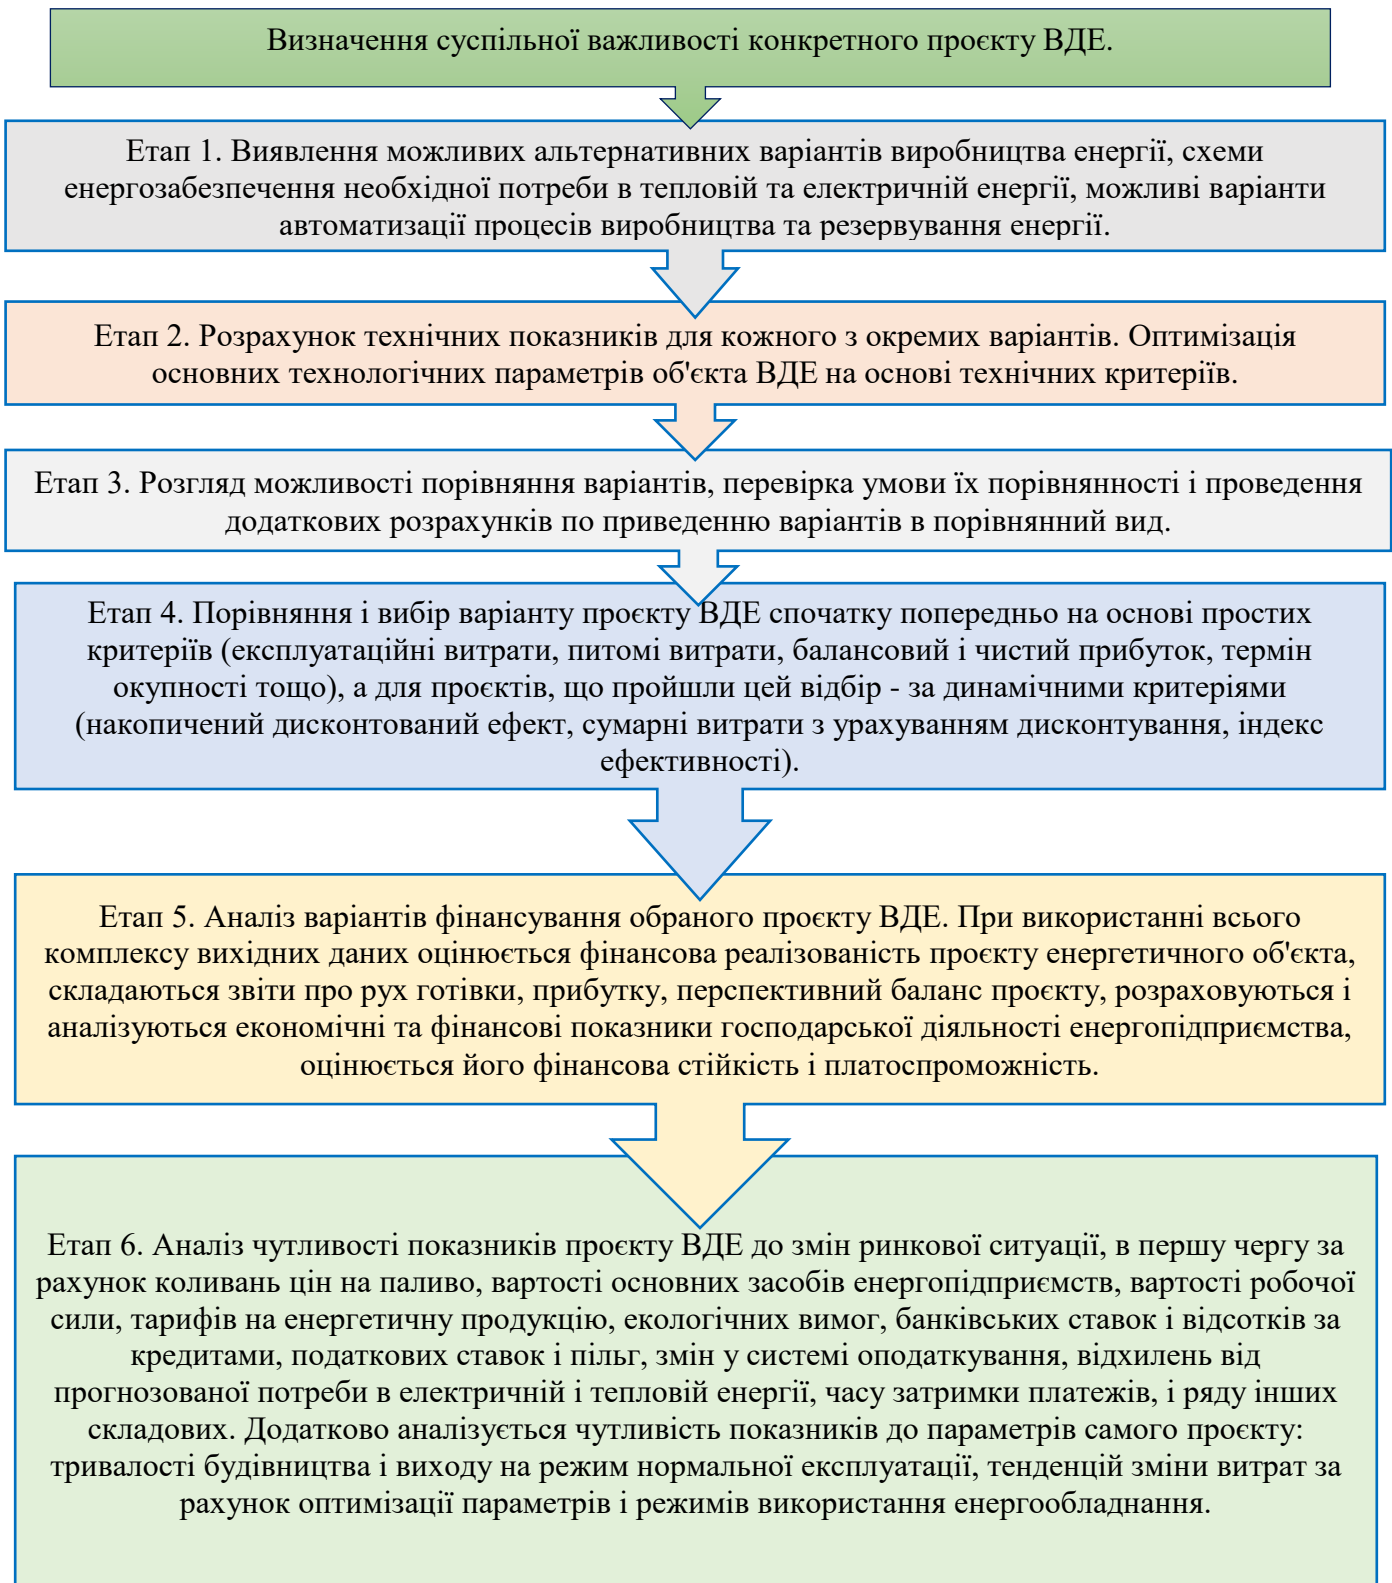 Визначення суспільної важливості конкретного проєкту ВДЕ.
Етап 1. Виявлення можливих альтернативних варіантів виробництва енергії, схеми
енергозабезпечення необхідної потреби в тепловій та електричній енергії, можливі варіанти
автоматизації процесів виробництва та резервування енергії.
Етап 2. Розрахунок технічних показників для кожного з окремих варіантів. Оптимізація
основних технологічних параметрів об'єкта ВДЕ на основі технічних критеріїв.
Етап 3. Розгляд можливості порівняння варіантів, перевірка умови їх порівнянності і проведення
додаткових розрахунків по приведенню варіантів в порівнянний вид.
Етап 4. Порівняння і вибір варіанту проєкту ВДЕ спочатку попередньо на основі простих
критеріїв (експлуатаційні витрати, питомі витрати, балансовий і чистий прибуток, термін
окупності тощо), а для проєктів, що пройшли цей відбір - за динамічними критеріями
(накопичений дисконтований ефект, сумарні витрати з урахуванням дисконтування, індекс
ефективності).
Етап 5. Аналіз варіантів фінансування обраного проєкту ВДЕ. При використанні всього
комплексу вихідних даних оцінюється фінансова реалізованість проєкту енергетичного об'єкта,
складаються звіти про рух готівки, прибутку, перспективний баланс проєкту, розраховуються і
аналізуються економічні та фінансові показники господарської діяльності енергопідприємства,
оцінюється його фінансова стійкість і платоспроможність.
Етап 6. Аналіз чутливості показників проєкту ВДЕ до змін ринкової ситуації, в першу чергу за
рахунок коливань цін на паливо, вартості основних засобів енергопідприємств, вартості робочої
сили, тарифів на енергетичну продукцію, екологічних вимог, банківських ставок і відсотків за
кредитами, податкових ставок і пільг, змін у системі оподаткування, відхилень від
прогнозованої потреби в електричній і тепловій енергії, часу затримки платежів, і ряду інших
складових. Додатково аналізується чутливість показників до параметрів самого проєкту:
тривалості будівництва і виходу на режим нормальної експлуатації, тенденцій зміни витрат за
рахунок оптимізації параметрів і режимів використання енергообладнання.